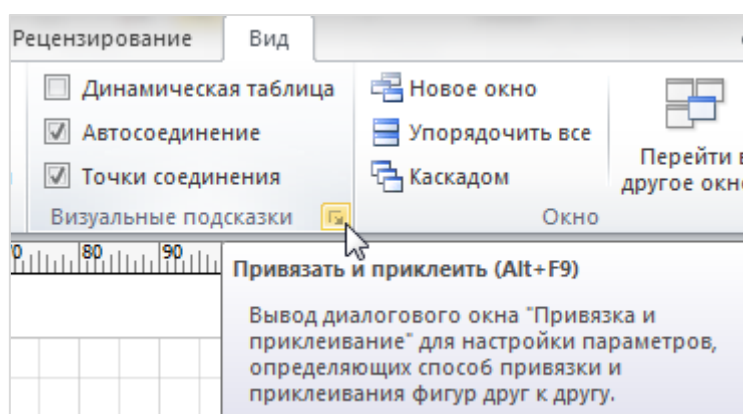 Рецензирование Вид
Динамическая таблица
Автосоединение
Точки соединения
Визуальные подсказки
Новое окно
Упорядочить все
Каскадом
Перейти в
другое окно
Окно
80 90
Привязать и приклеить (Alt+F9)
Вывод диалогового окна "Привязка и
приклеивание" для настройки параметров,
определяющих способ привязки и
приклеивания фигур друг к другу.